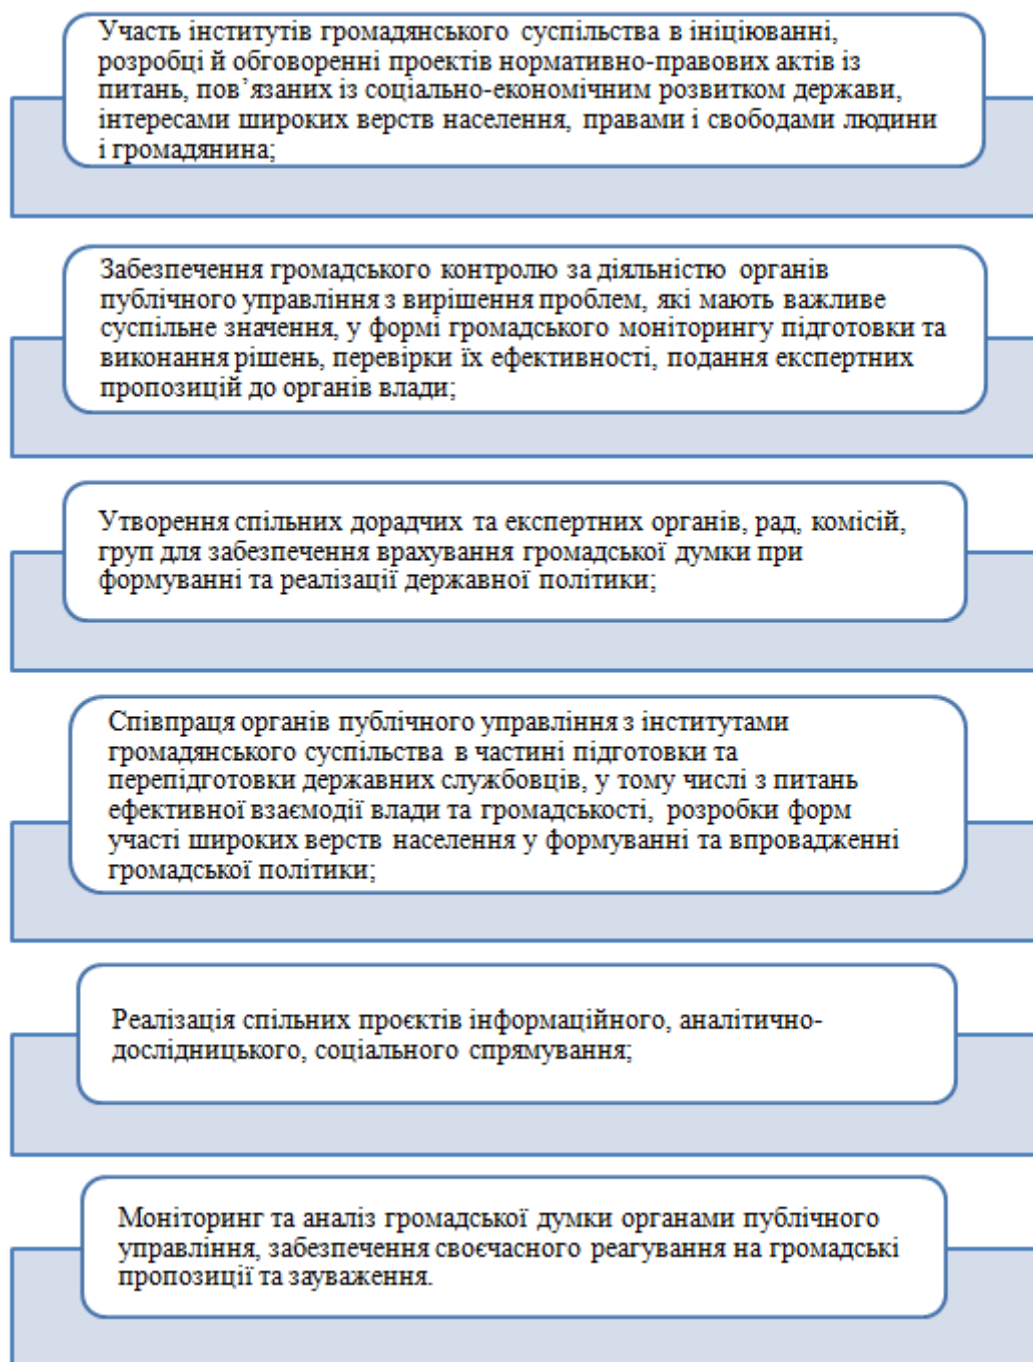 Участь інститутів громадянського суспільства в ініціюванні,
розробці й обговоренні проектів нормативно-правових актів із
питань, пов’язаних із соціально-економічним розвитком держави,
інтересами широких верств населення, правами і свободами людини
і громадянина;
Забезпечення громадського контролю за діяльністю органів
публічного управління з вирішення проблем, які мають важливе
суспільне значення, у формі громадського моніторингу підготовки та
виконання рішень, перевірки їх ефективності, подання експертних
пропозицій до органів влади;
Утворення спільних дорадчих та експертних органів, рад, комісій,
груп для забезпечення врахування громадської думки при
формуванні та реалізації державної політики;
Співпраця органів публічного управління з інститутами
громадянського суспільства в частині підготовки та
перепідготовки державних службовців, у тому числі з питань
ефективної взаємодії влади та громадськості, розробки форм
участі широких верств населення у формуванні та впровадженні
громадської політики;
Реалізація спільних проєктів інформаційного, аналітично-
дослідницького, соціального спрямування;
Моніторинг та аналіз громадської думки органами публічного
управління, забезпечення своєчасного реагування на громадські
пропозиції та зауваження.